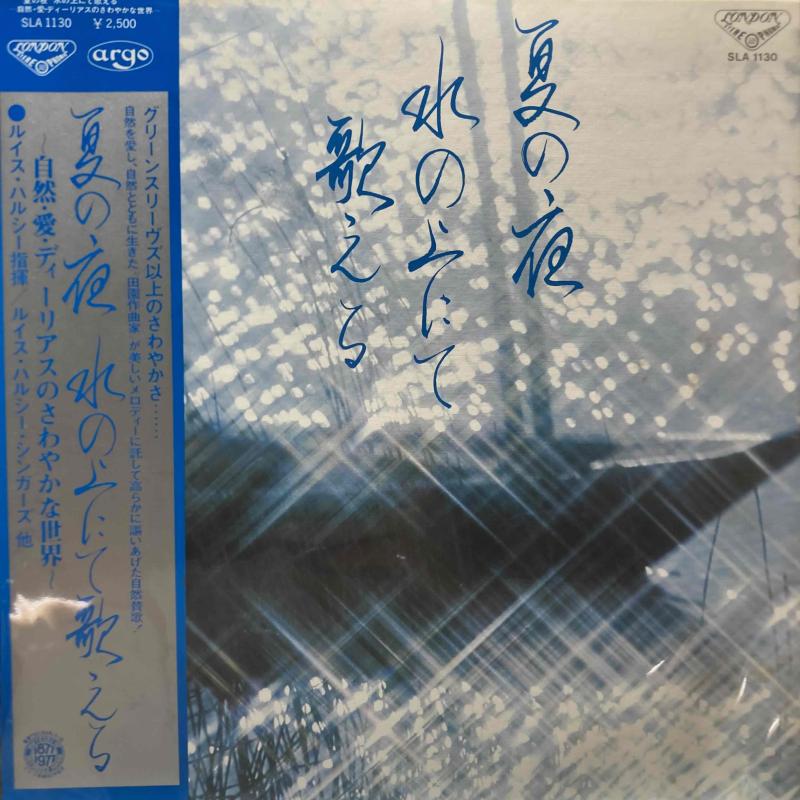 夏の夜 水の上にて歌える
自然・愛・ディーリアスのさわやかな世界
SLA 1130 ￥2,500
LONDON
STEREOPHONIC
argo
グリーンスリーヴズ以上のさわやかさ……
自然を愛し、自然とともに生きた“田園作曲家”が美しいメロディーに託して高らかに謳いあげた自然賛歌！
夏の夜 水の上にて歌える
～自然・愛・ディーリアスのさわやかな世界～
●ルイス・ハルシー指揮／ルイス・ハルシー・シンガーズ 他
1877
1977
LONDON
STEREOPHONIC
SLA 1130
夏の夜
水の上にて
歌える